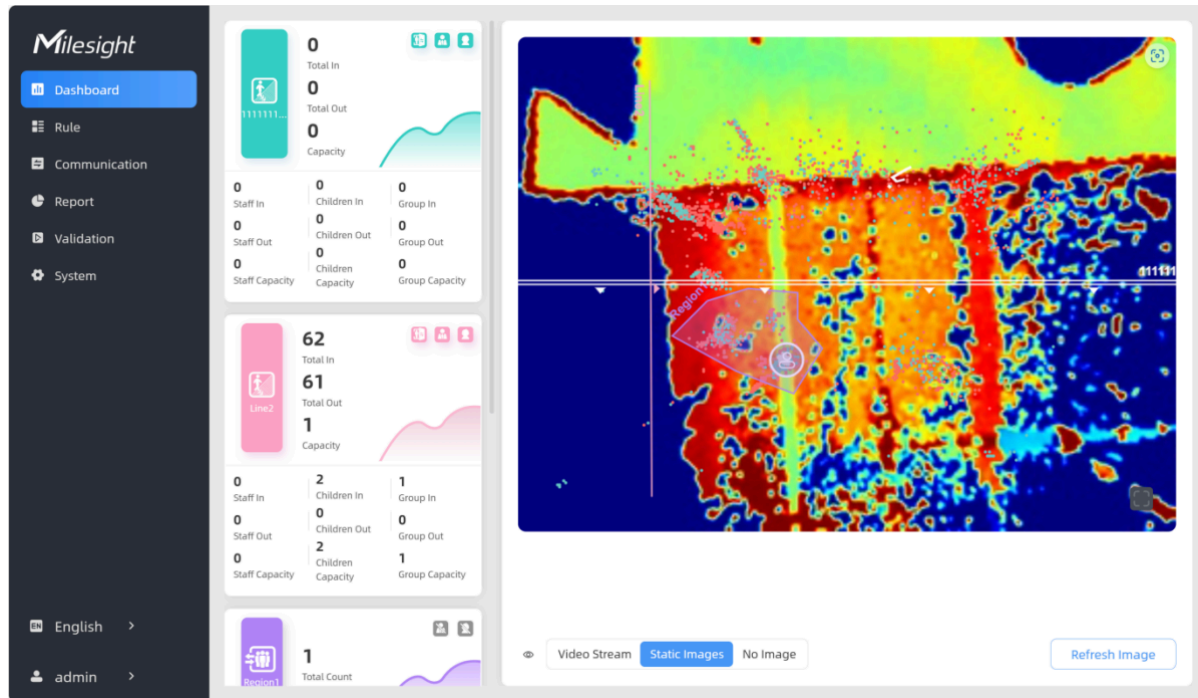 Milesight
Dashboard
Rule
Communication
Report
Validation
System
EN English
admin
1111111...
0
Total In
0
Total Out
0
Capacity
0
Staff In
0
Children In
0
Group In
0
Staff Out
0
Children Out
0
Group Out
0
Staff Capacity
0
Children
Capacity
0
Group Capacity
Line2
62
Total In
61
Total Out
1
Capacity
0
Staff In
2
Children In
1
Group In
0
Staff Out
0
Children Out
0
Group Out
0
Staff Capacity
2
Children
Capacity
1
Group Capacity
Region1
1
Total Count
111111
Region1
Video Stream
Static Images
No Image
Refresh Image